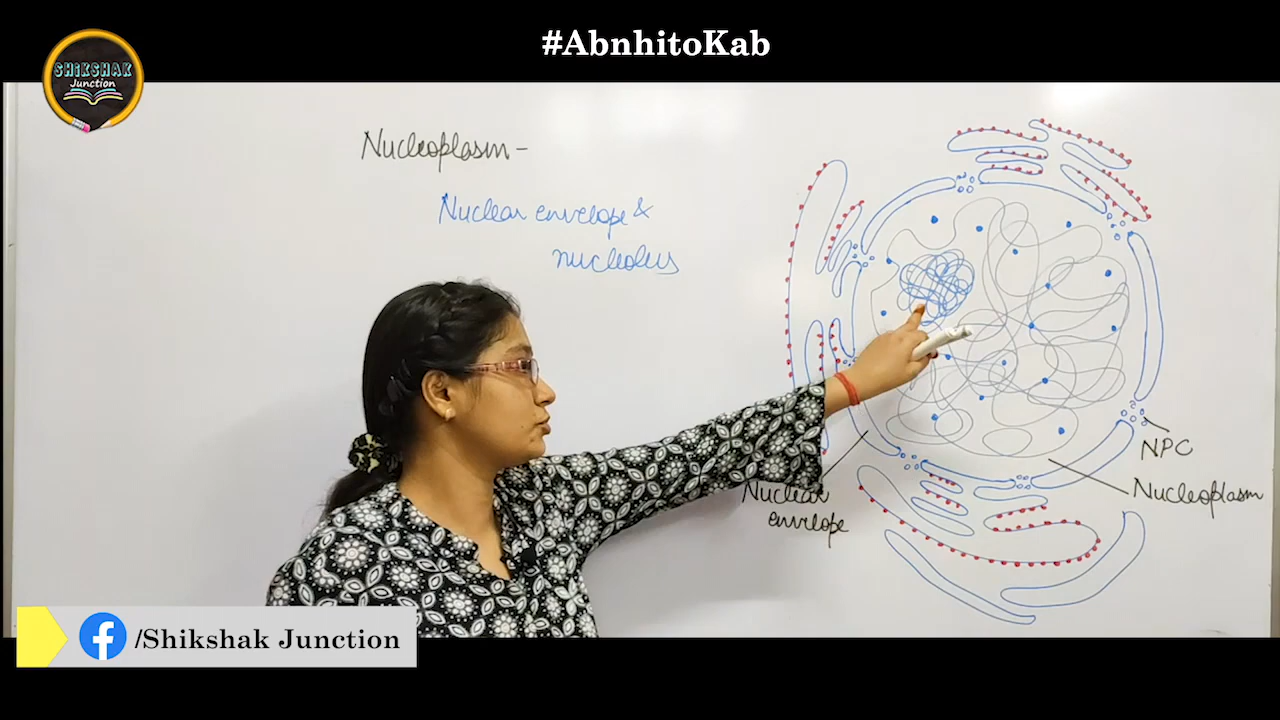 #AbnhitoKab
SHIKSHAK
Junction
Nucleoplasm -
Nuclear envelope &
nucleolus
NPC
Nucleoplasm
Nuclear
envelope
/Shikshak Junction